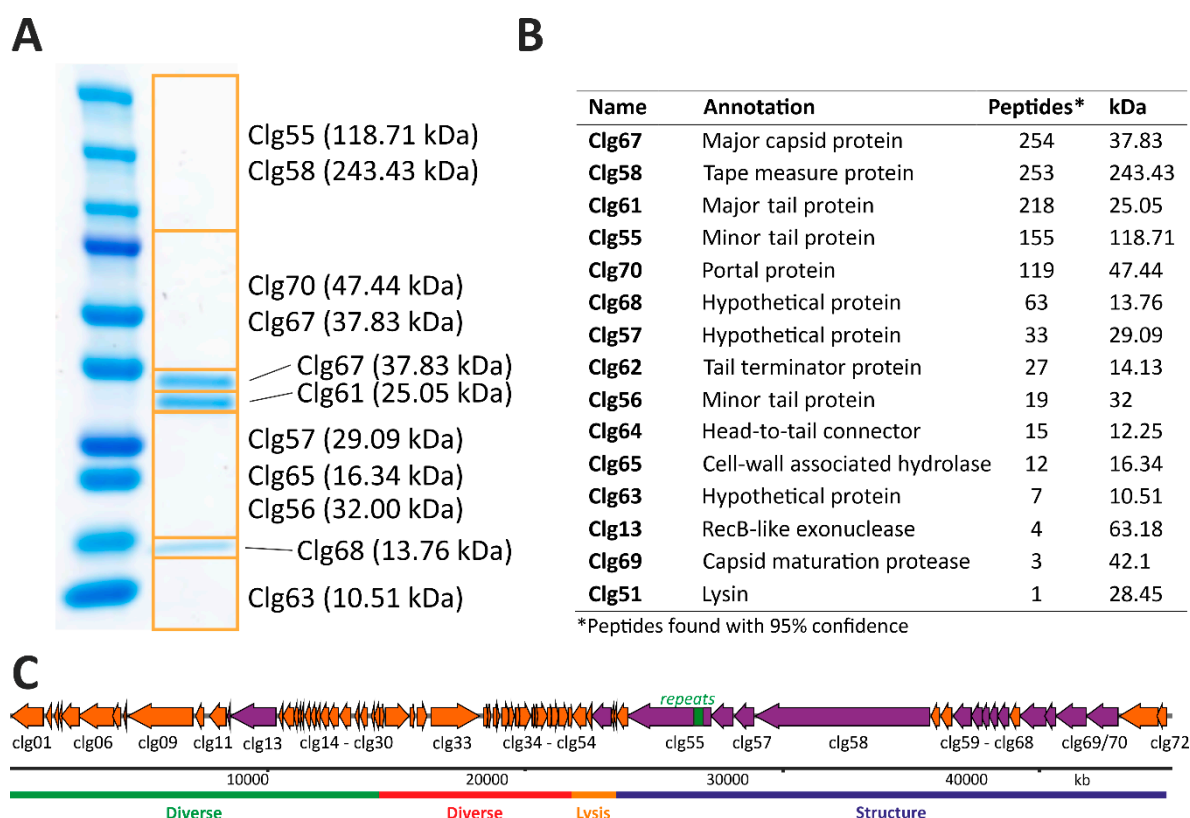 A
Clg55 (118.71 kDa)
Clg58 (243.43 kDa)
Clg70 (47.44 kDa)
Clg67 (37.83 kDa)
Clg67 (37.83 kDa)
Clg61 (25.05 kDa)
Clg57 (29.09 kDa)
Clg65 (16.34 kDa)
Clg56 (32.00 kDa)
Clg68 (13.76 kDa)
Clg63 (10.51 kDa)
B
Name Annotation Peptides* kDa
Clg67 Major capsid protein 254 37.83
Clg58 Tape measure protein 253 243.43
Clg61 Major tail protein 218 25.05
Clg55 Minor tail protein 155 118.71
Clg70 Portal protein 119 47.44
Clg68 Hypothetical protein 63 13.76
Clg57 Hypothetical protein 33 29.09
Clg62 Tail terminator protein 27 14.13
Clg56 Minor tail protein 19 32
Clg64 Head-to-tail connector 15 12.25
Clg65 Cell-wall associated hydrolase 12 16.34
Clg63 Hypothetical protein 7 10.51
Clg13 RecB-like exonuclease 4 63.18
Clg69 Capsid maturation protease 3 42.1
Clg51 Lysin 1 28.45
*Peptides found with 95% confidence
C
repeats
clg01 clg06 clg09 clg11 clg13 clg14 - clg30 clg33 clg34 - clg54 clg55 clg57 clg58 clg59 - clg68 clg69/70 clg72
10000 20000 30000 40000 kb
Diverse Diverse Lysis Structure